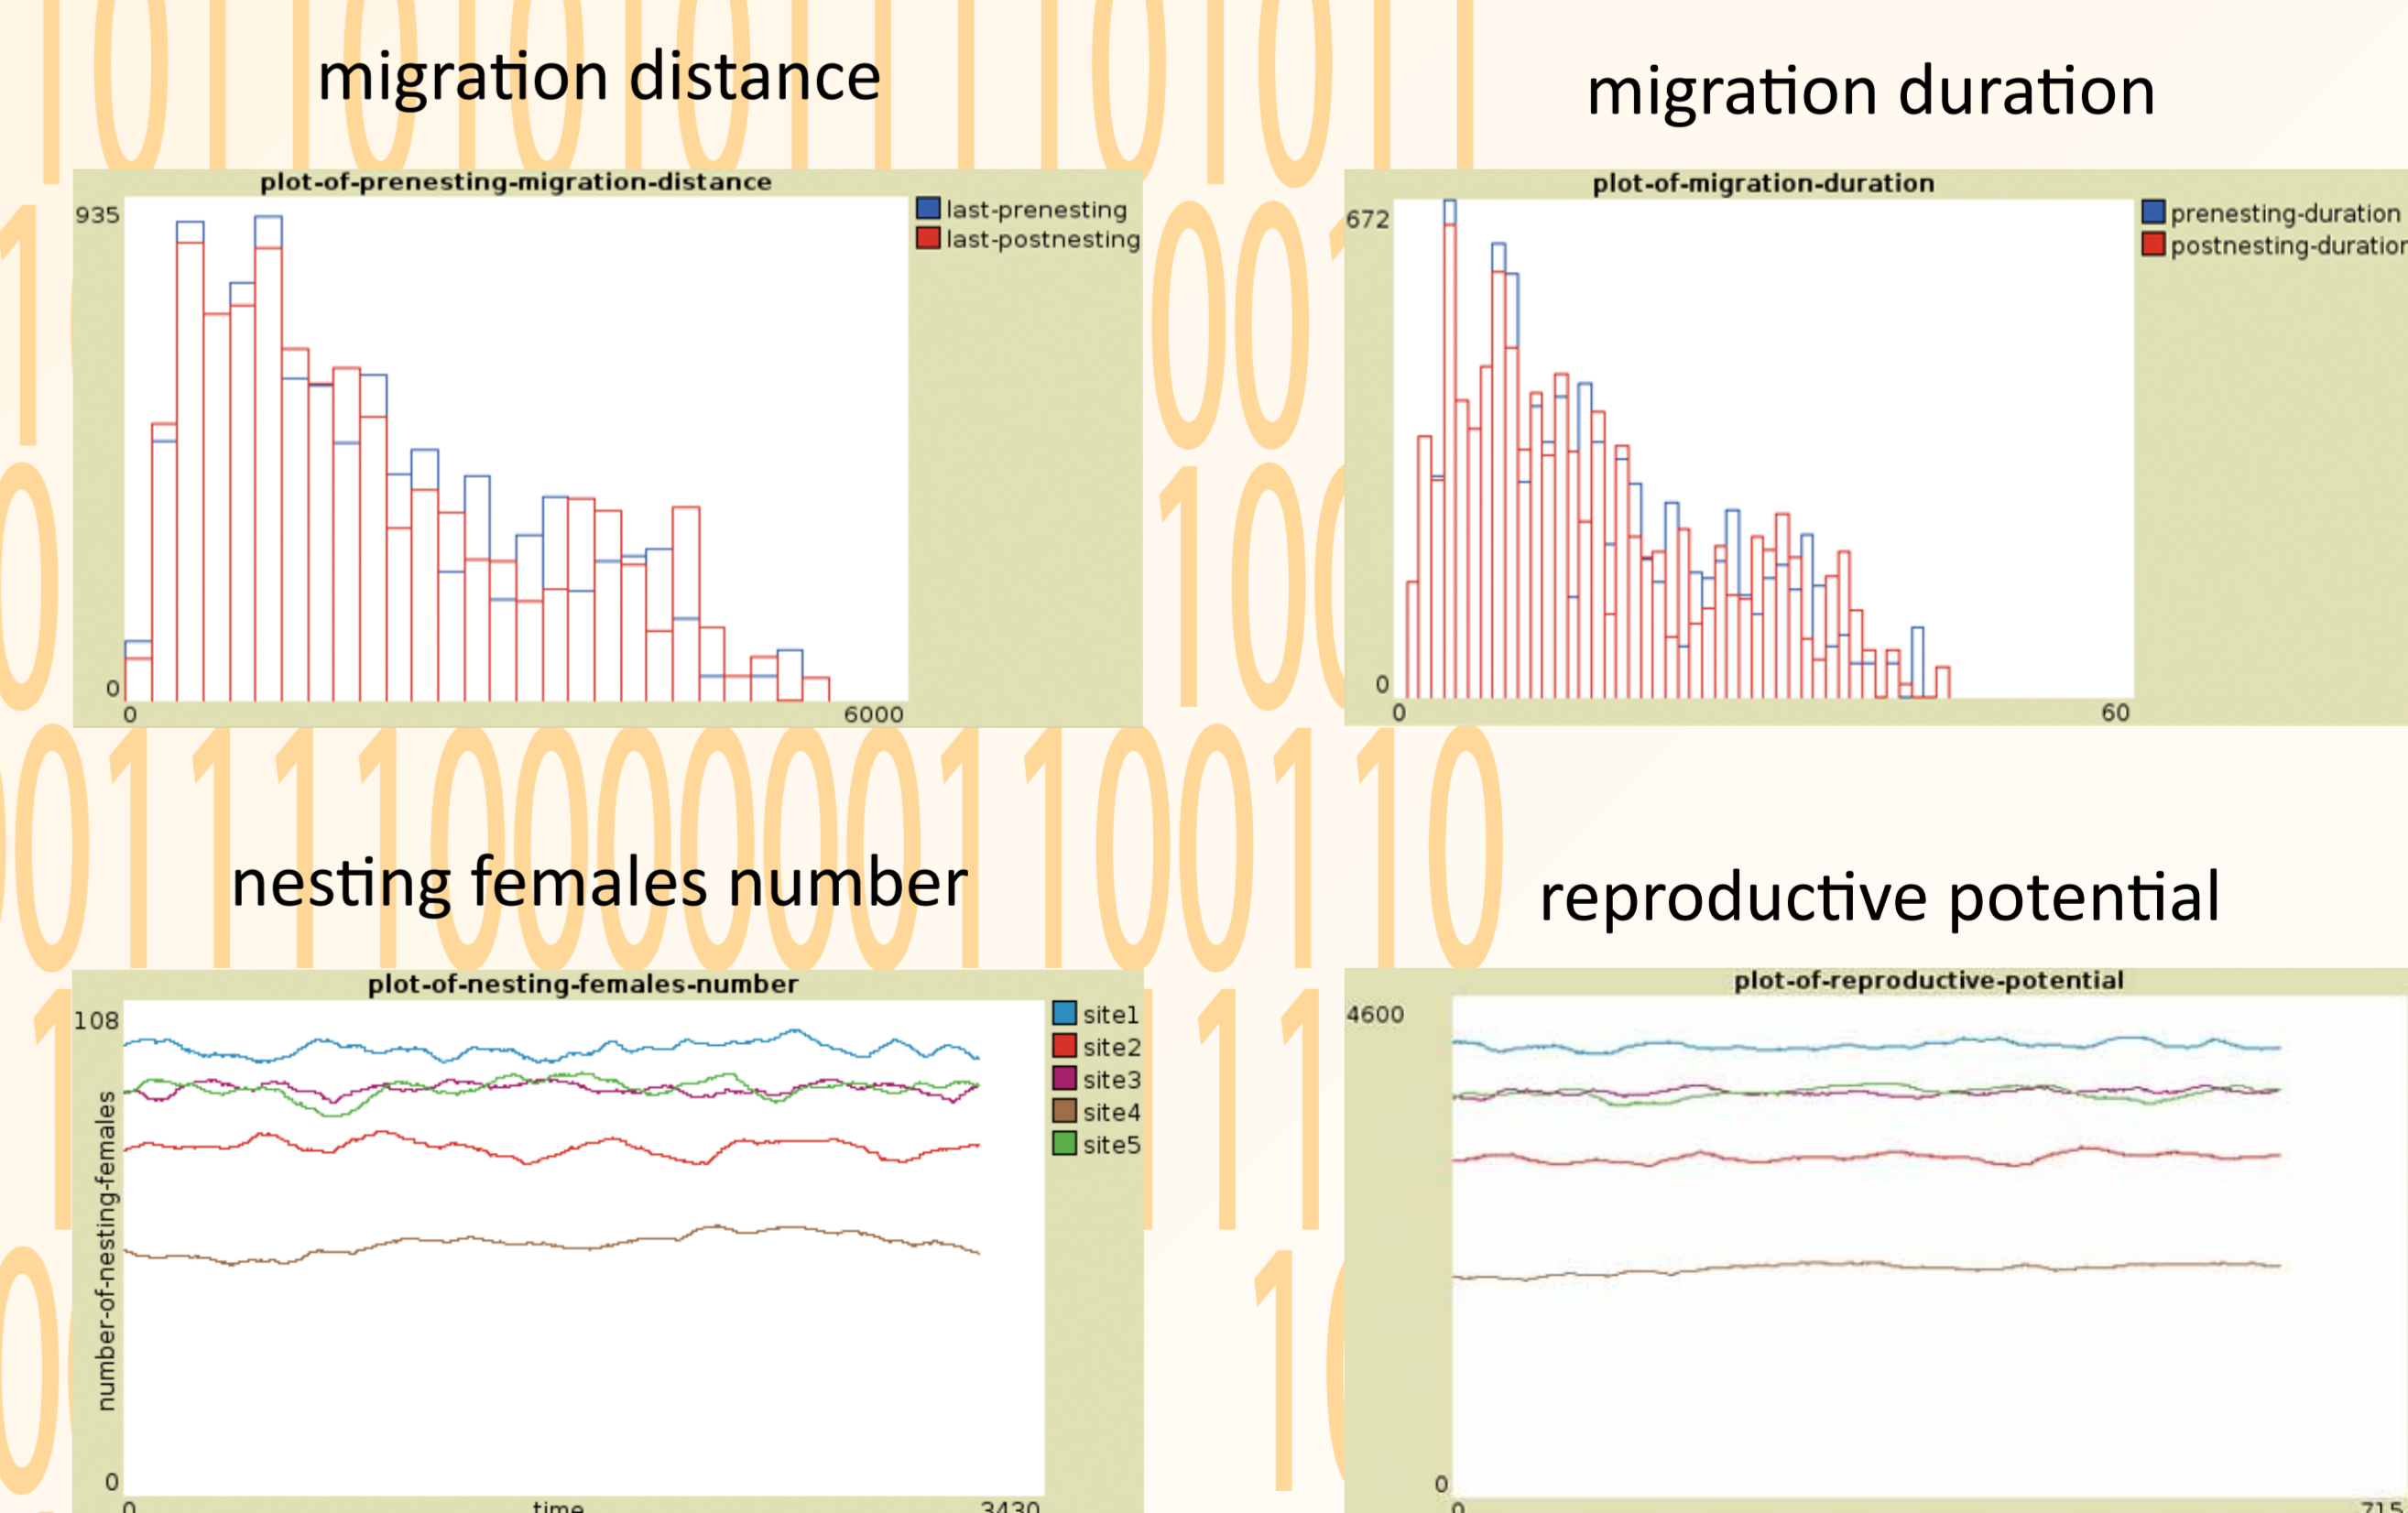 migration distance
migration duration
plot-of-prenesting-migration-distance
935
0
0
6000
last-prenesting
last-postnesting
plot-of-migration-duration
672
0
0
60
prenesting-duration
postnesting-duration
nesting females number
reproductive potential
plot-of-nesting-females-number
108
number-of-nesting-females
0
0
time
3430
site1
site2
site3
site4
site5
plot-of-reproductive-potential
4600
0
0
715